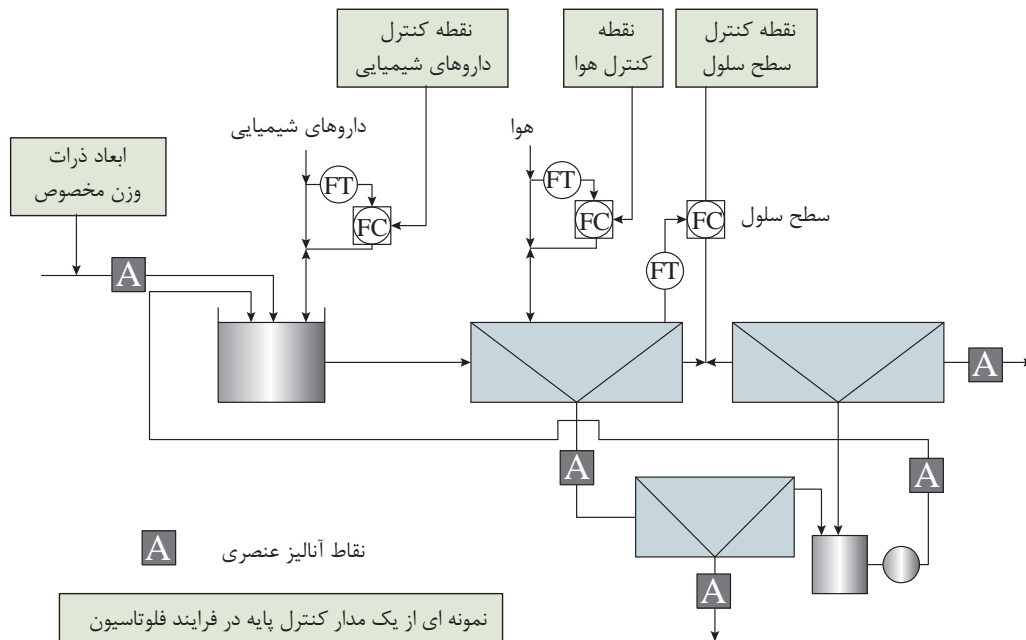 نقطه کنترل
داروهای شیمیایی
نقطه
کنترل هوا
نقطه کنترل
سطح سلول
داروهای شیمیایی
هوا
ابعاد ذرات
وزن مخصوص
FT
FC
FT
FC
FC
سطح سلول
FT
A
A
A
A
A
A
نقاط آنالیز عنصری
نمونه ای از یک مدار کنترل پایه در فرایند فلوتاسیون